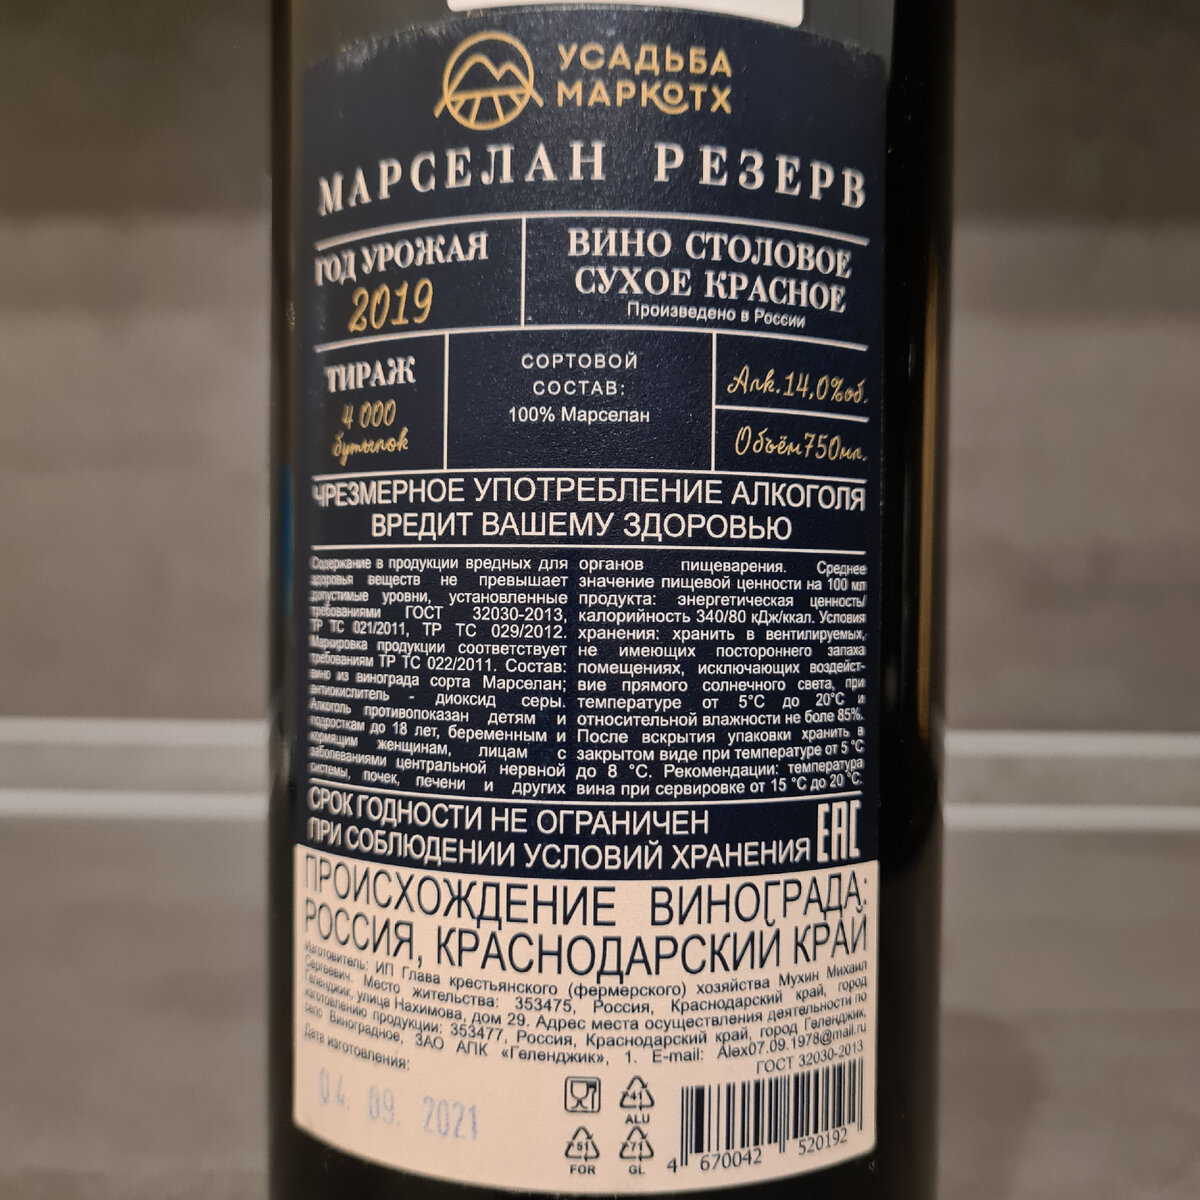 УСАДЬБА
МАРКОТХ
МАРСЕЛАН РЕЗЕРВ
ГОД УРОЖАЯ
2019
ВИНО СТОЛОВОЕ
СУХОЕ КРАСНОЕ
Произведено в России
ТИРАЖ
4 000
бутылок
СОРТОВОЙ
СОСТАВ:
100% Марселан
Алк.14,0%об.
Объём750мл.
ЧРЕЗМЕРНОЕ УПОТРЕБЛЕНИЕ АЛКОГОЛЯ
ВРЕДИТ ВАШЕМУ ЗДОРОВЬЮ
Содержание в продукции вредных для
здоровья веществ не превышает
допустимые уровни, установленные
требованиями ГОСТ 32030-2013,
ТР ТС 021/2011, ТР ТС 029/2012.
Маркировка продукции соответствует
требованиям ТР ТС 022/2011. Состав:
вино из винограда сорта Марселан;
антиокислитель - диоксид серы.
Алкоголь противопоказан детям и
подросткам до 18 лет, беременным и
кормящим женщинам, лицам с
заболеваниями центральной нервной
системы, почек, печени и других
органов пищеварения. Среднее
значение пищевой ценности на 100 мл
продукта: энергетическая ценность/
калорийность 340/80 кДж/ккал. Условия
хранения: хранить в вентилируемых,
не имеющих постороннего запаха
помещениях, исключающих воздейст-
вие прямого солнечного света, при
температуре от 5°С до 20°С и
относительной влажности не боле 85%.
После вскрытия упаковки хранить в
закрытом виде при температуре от 5 °С
до 8 °С. Рекомендации: температура
вина при сервировке от 15 °С до 20 °С.
СРОК ГОДНОСТИ НЕ ОГРАНИЧЕН
ПРИ СОБЛЮДЕНИИ УСЛОВИЙ ХРАНЕНИЯ
EAC
ПРОИСХОЖДЕНИЕ ВИНОГРАДА:
РОССИЯ, КРАСНОДАРСКИЙ КРАЙ
Изготовитель: ИП Глава крестьянского (фермерского) хозяйства Мухин Михаил
Сергеевич. Место жительства: 353475, Россия, Краснодарский край, город
Геленджик, улица Нахимова, дом 29. Адрес места осуществления деятельности по
изготовлению продукции: 353477, Россия, Краснодарский край, город Геленджик,
село Виноградное, ЗАО АПК «Геленджик», 1. E-mail: Alex07.09.1978@mail.ru
Дата изготовления:
ГОСТ 32030-2013
04. 09. 2021
41
ALU
51
FOR
71
GL
4 670042 520192